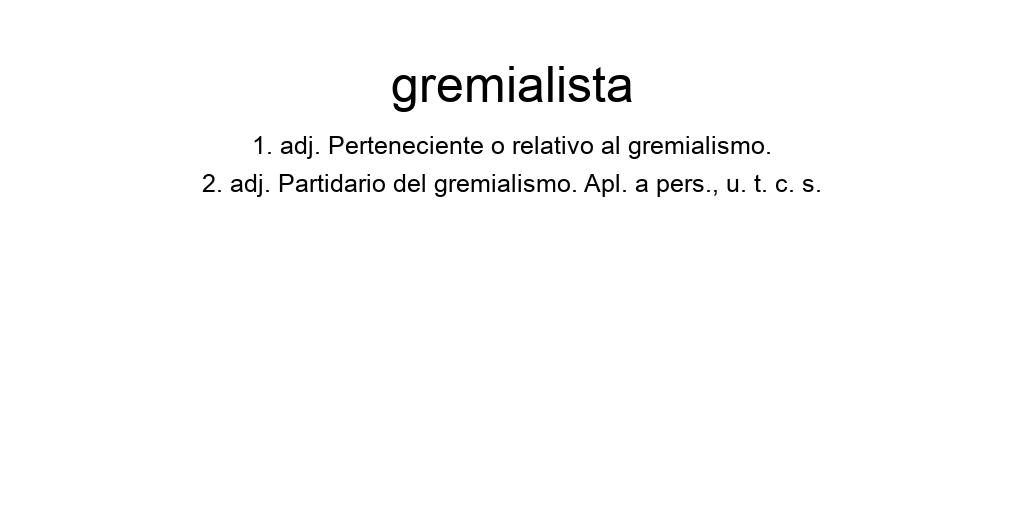 gremialista
1. adj. Perteneciente o relativo al gremialismo.
2. adj. Partidario del gremialismo. Apl. a pers., u. t. c. s.